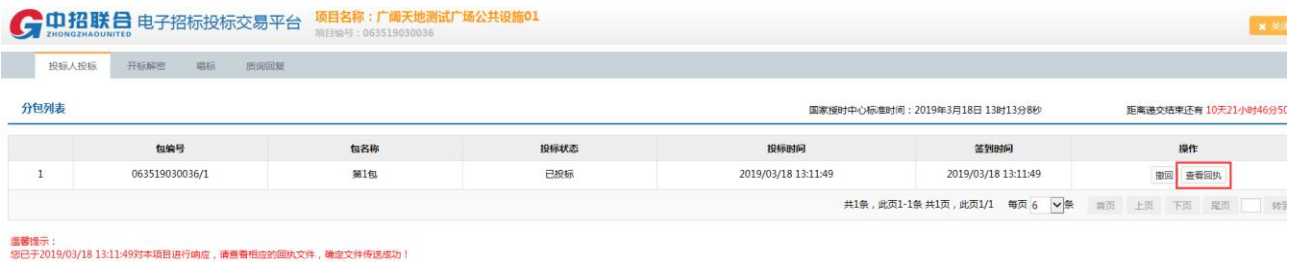 中招联合 电子招标投标交易平台
ZHONGZHAOUNITED
项目名称：广阔天地测试广场公共设施01
项目编号：063519030036
× 关闭
投标人投标 开标解密 唱标 质询回复
分包列表 国家授时中心标准时间：2019年3月18日 13时13分8秒 距离递交结束还有 10天21小时46分50
包编号 包名称 投标状态 投标时间 签到时间 操作
1 063519030036/1 第1包 已投标 2019/03/18 13:11:49 2019/03/18 13:11:49 撤回 查看回执
共1条，此页1-1条 共1页，此页1/1 每页 6 条 首页 上页 下页 尾页 转到
温馨提示：
您已于2019/03/18 13:11:49对本项目进行响应，请查看相应的回执文件，确定文件传送成功！